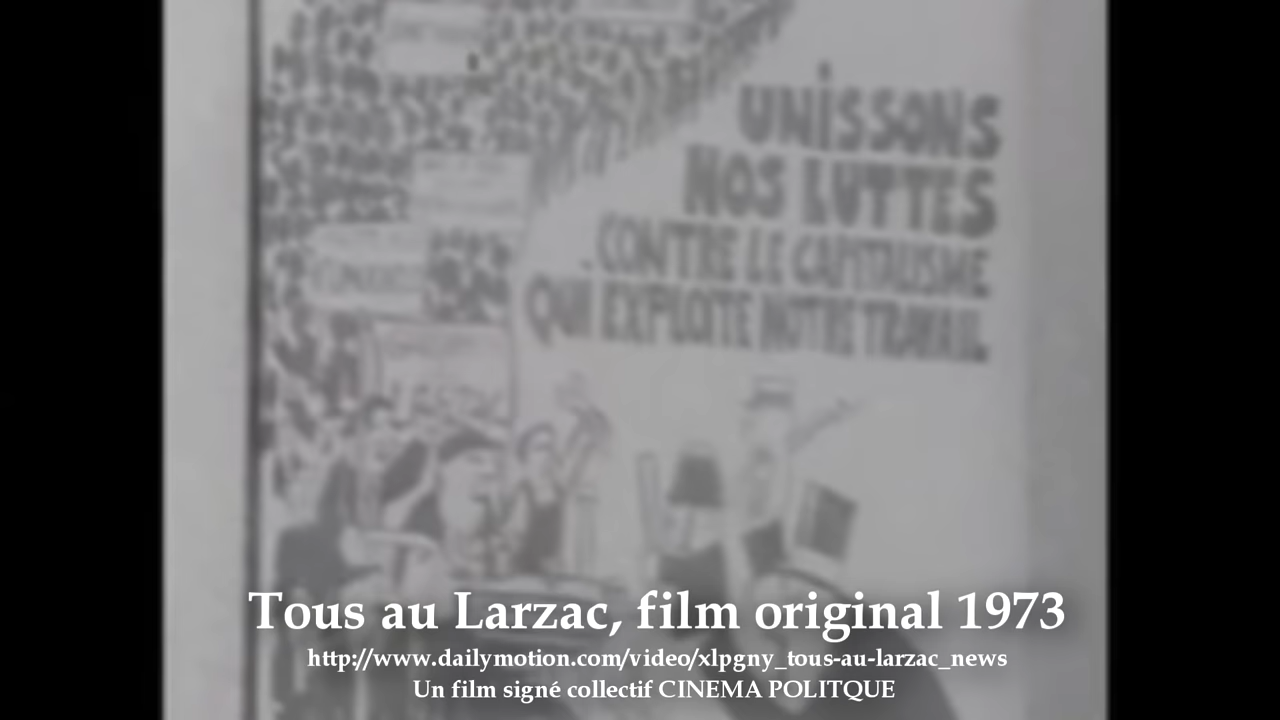 UNISSONS
NOS LUTTES
CONTRE LE CAPITALISME
QUI EXPLOITE NOTRE TRAVAIL
Tous au Larzac, film original 1973
http://www.dailymotion.com/video/xlpgny_tous-au-larzac_news
Un film signé collectif CINEMA POLITQUE